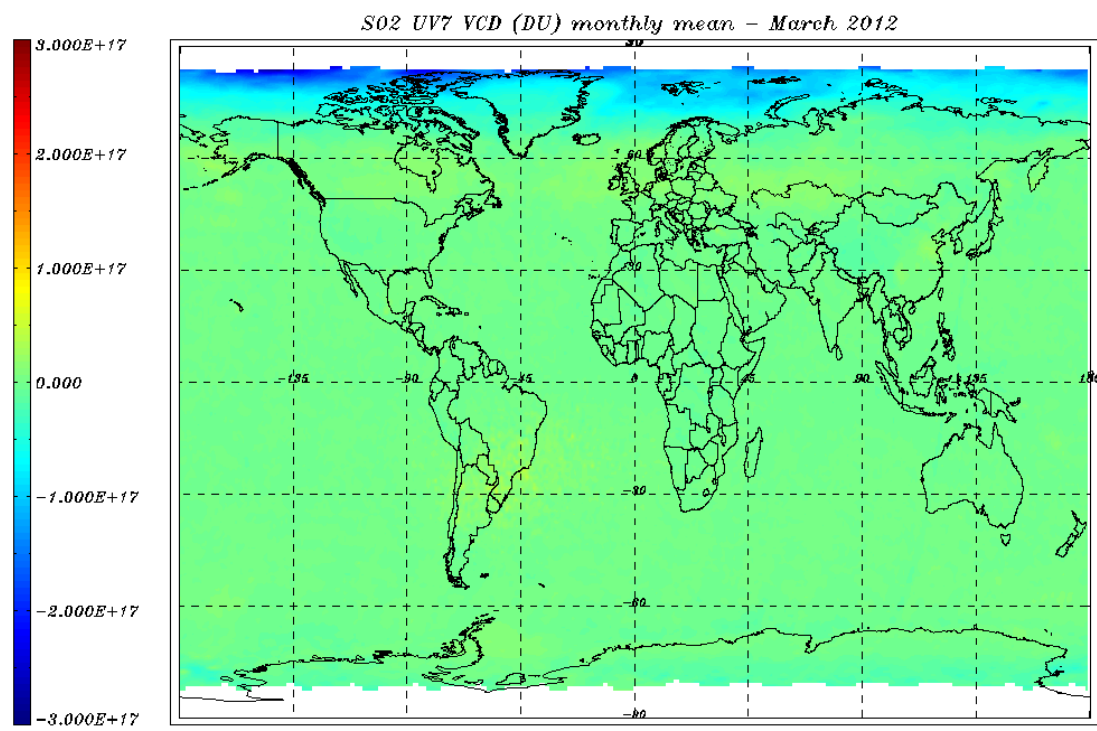 SO2 UV7 VCD (DU) monthly mean - March 2012
3.000E+17
2.000E+17
1.000E+17
0.000
-1.000E+17
-2.000E+17
-3.000E+17
90
60
30
-135
-90
-45
0
45
90
135
180
-30
-60
-90